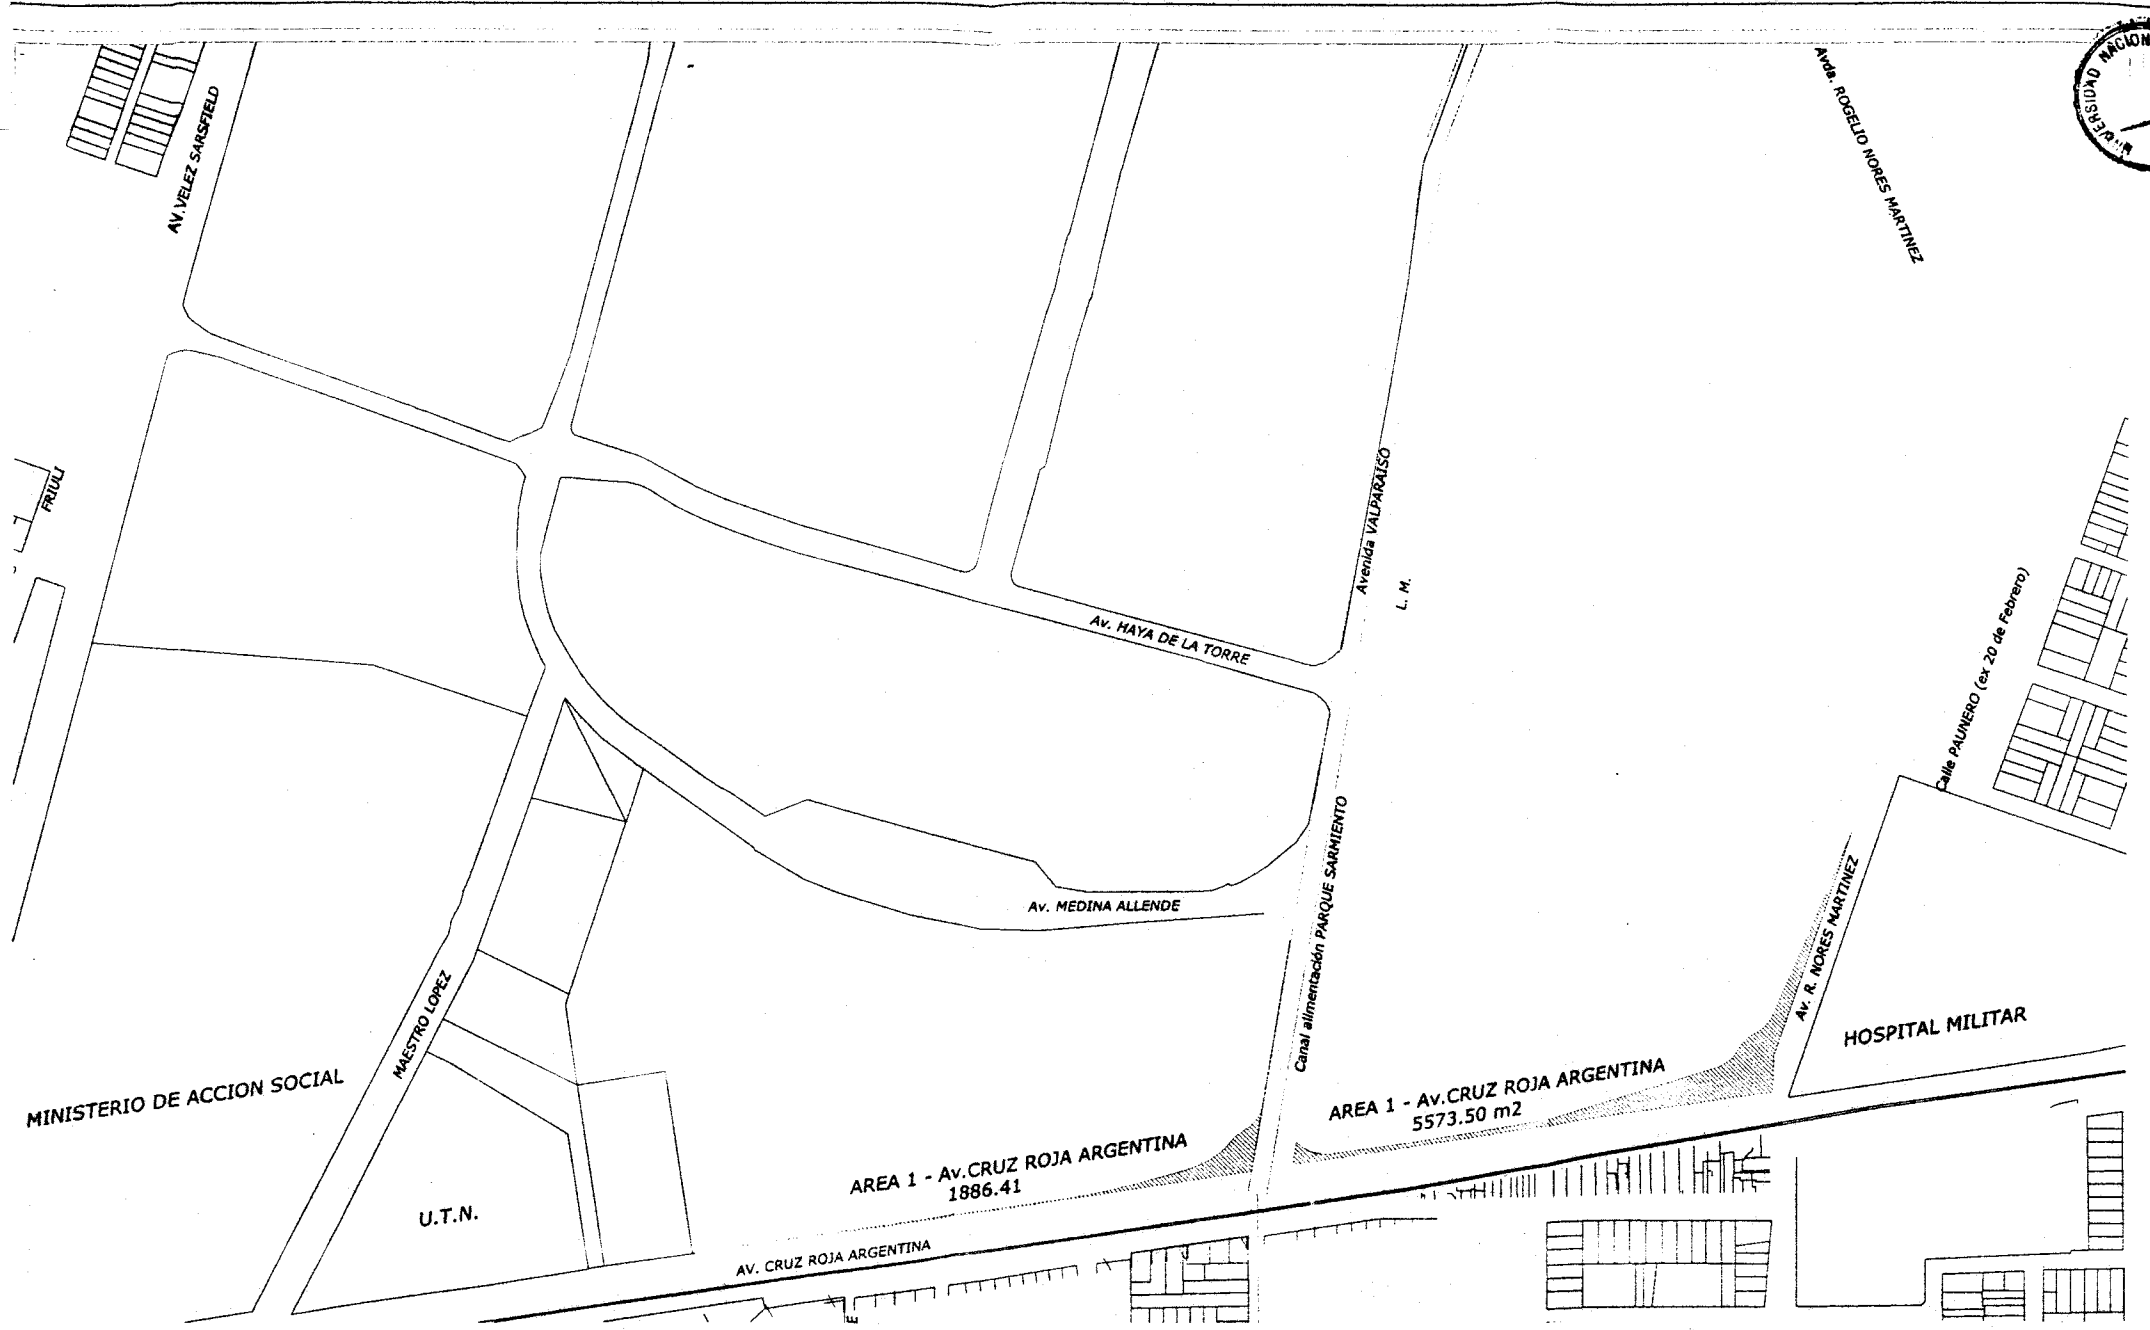 AV.VELEZ SARSFIELD
Avda. ROGELIO NORES MARTINEZ
FRIULI
Avenida VALPARAISO
L. M.
Av. HAYA DE LA TORRE
Calle PAUNERO (ex 20 de Febrero)
Canal alimentación PARQUE SARMIENTO
Av. R. NORES MARTINEZ
Av. MEDINA ALLENDE
MAESTRO LOPEZ
HOSPITAL MILITAR
MINISTERIO DE ACCION SOCIAL
AREA 1 - Av.CRUZ ROJA ARGENTINA
5573.50 m2
AREA 1 - Av.CRUZ ROJA ARGENTINA
1886.41
U.T.N.
AV. CRUZ ROJA ARGENTINA